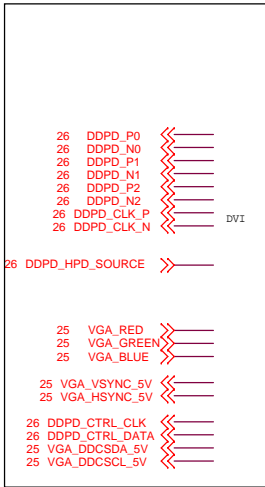 26 DDPD_P0
26 DDPD_N0
26 DDPD_P1
26 DDPD_N1
26 DDPD_P2
26 DDPD_N2
26 DDPD_CLK_P
DVI
26 DDPD_CLK_N
26 DDPD_HPD_SOURCE
25 VGA_RED
25 VGA_GREEN
25 VGA_BLUE
25 VGA_VSYNC_5V
25 VGA_HSYNC_5V
26 DDPD_CTRL_CLK
26 DDPD_CTRL_DATA
25 VGA_DDCSDA_5V
25 VGA_DDCSCL_5V